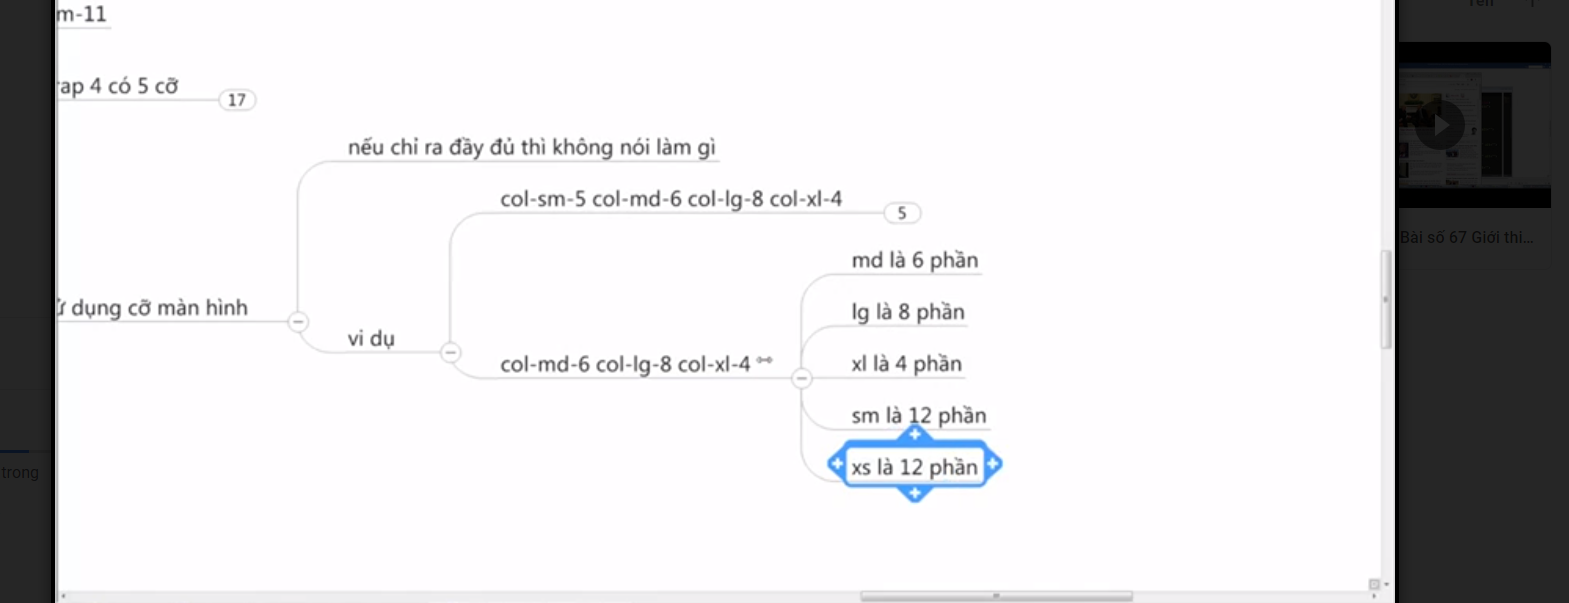 m-11
rap 4 có 5 cỡ
17
nếu chỉ ra đầy đủ thì không nói làm gì
col-sm-5 col-md-6 col-lg-8 col-xl-4
5
md là 6 phần
lg là 8 phần
dụng cỡ màn hình
vi dụ
col-md-6 col-lg-8 col-xl-4
xl là 4 phần
sm là 12 phần
xs là 12 phần
Bài số 67 Giới thi...
trong